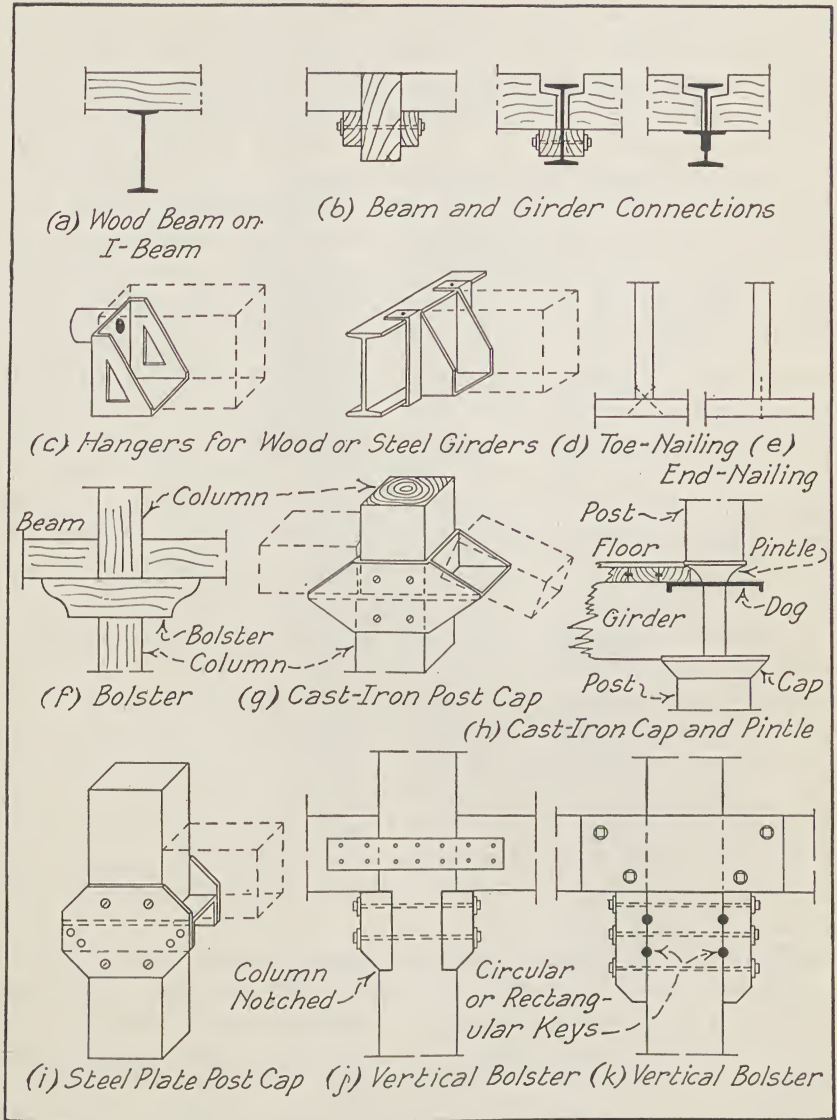 (a) Wood Beam on
I-Beam
(b) Beam and Girder Connections
(c) Hangers for Wood or Steel Girders
(d) Toe-Nailing
(e)
End-Nailing
Column
Beam
Bolster
Column
(f) Bolster
(g) Cast-Iron Post Cap
Post
Floor
Pintle
Dog
Girder
Post
Cap
(h) Cast-Iron Cap and Pintle
Column
Notched
Circular
or Rectang-
ular Keys
(i) Steel Plate Post Cap
(j) Vertical Bolster
(k) Vertical Bolster